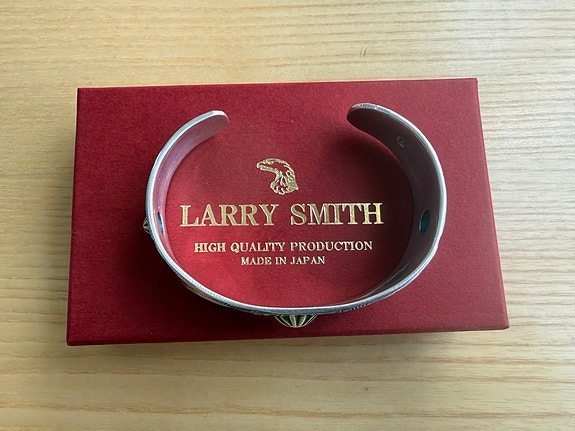 LARRY SMITH
HIGH QUALITY PRODUCTION
MADE IN JAPAN